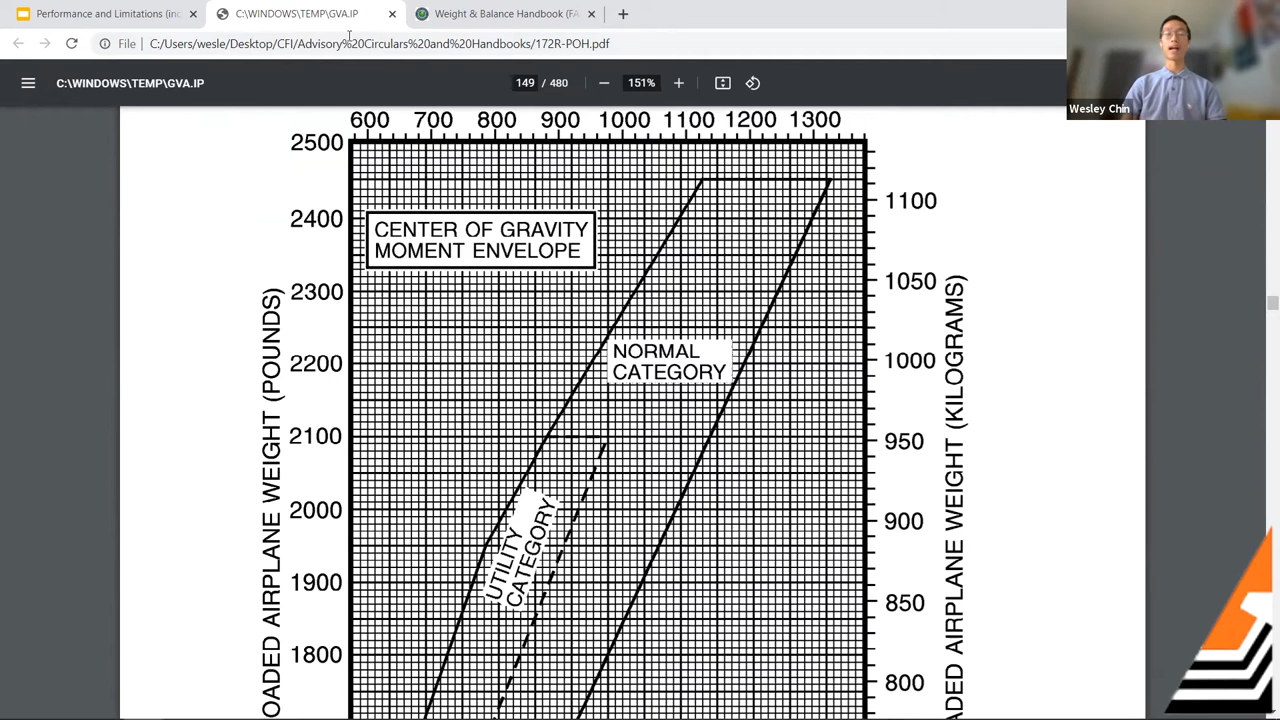 Performance and Limitations (inc
C:\WINDOWS\TEMP\GVA.IP
Weight & Balance Handbook (FA
File
C:/Users/wesle/Desktop/CFI/Advisory%20Circulars%20and%20Handbooks/172R-POH.pdf
C:\WINDOWS\TEMP\GVA.IP
149 / 480
151%
Wesley Chin
600 700 800 900 1000 1100 1200 1300
2500
2400
2300
2200
2100
2000
1900
1800
OADED AIRPLANE WEIGHT (POUNDS)
CENTER OF GRAVITY
MOMENT ENVELOPE
NORMAL
CATEGORY
UTILITY
CATEGORY
1100
1050
1000
950
900
850
800
ADED AIRPLANE WEIGHT (KILOGRAMS)